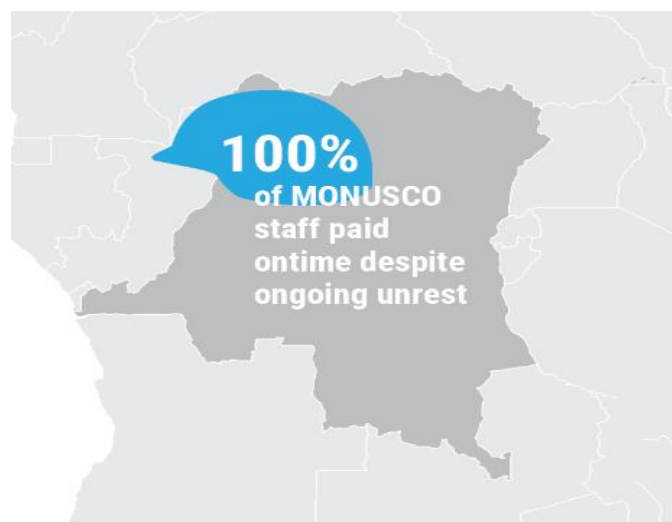 100%
of MONUSCO
staff paid
ontime despite
ongoing unrest